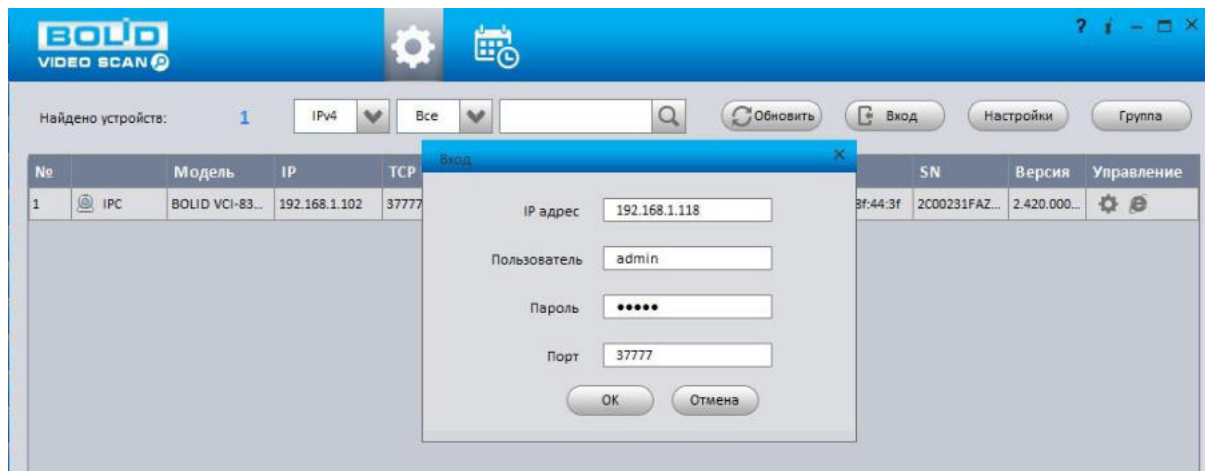 BOLID
VIDEO SCAN
? i
Найдено устройств: 1 IPv4 Все Обновить Вход Настройки Группа
№ Модель IP TCP SN Версия Управление
1 IPC BOLID VCI-83... 192.168.1.102 37777 3f:44:3f 2C00231FAZ... 2.420.000...
Вход
IP адрес 192.168.1.118
Пользователь admin
Пароль •••••
Порт 37777
OK Отмена